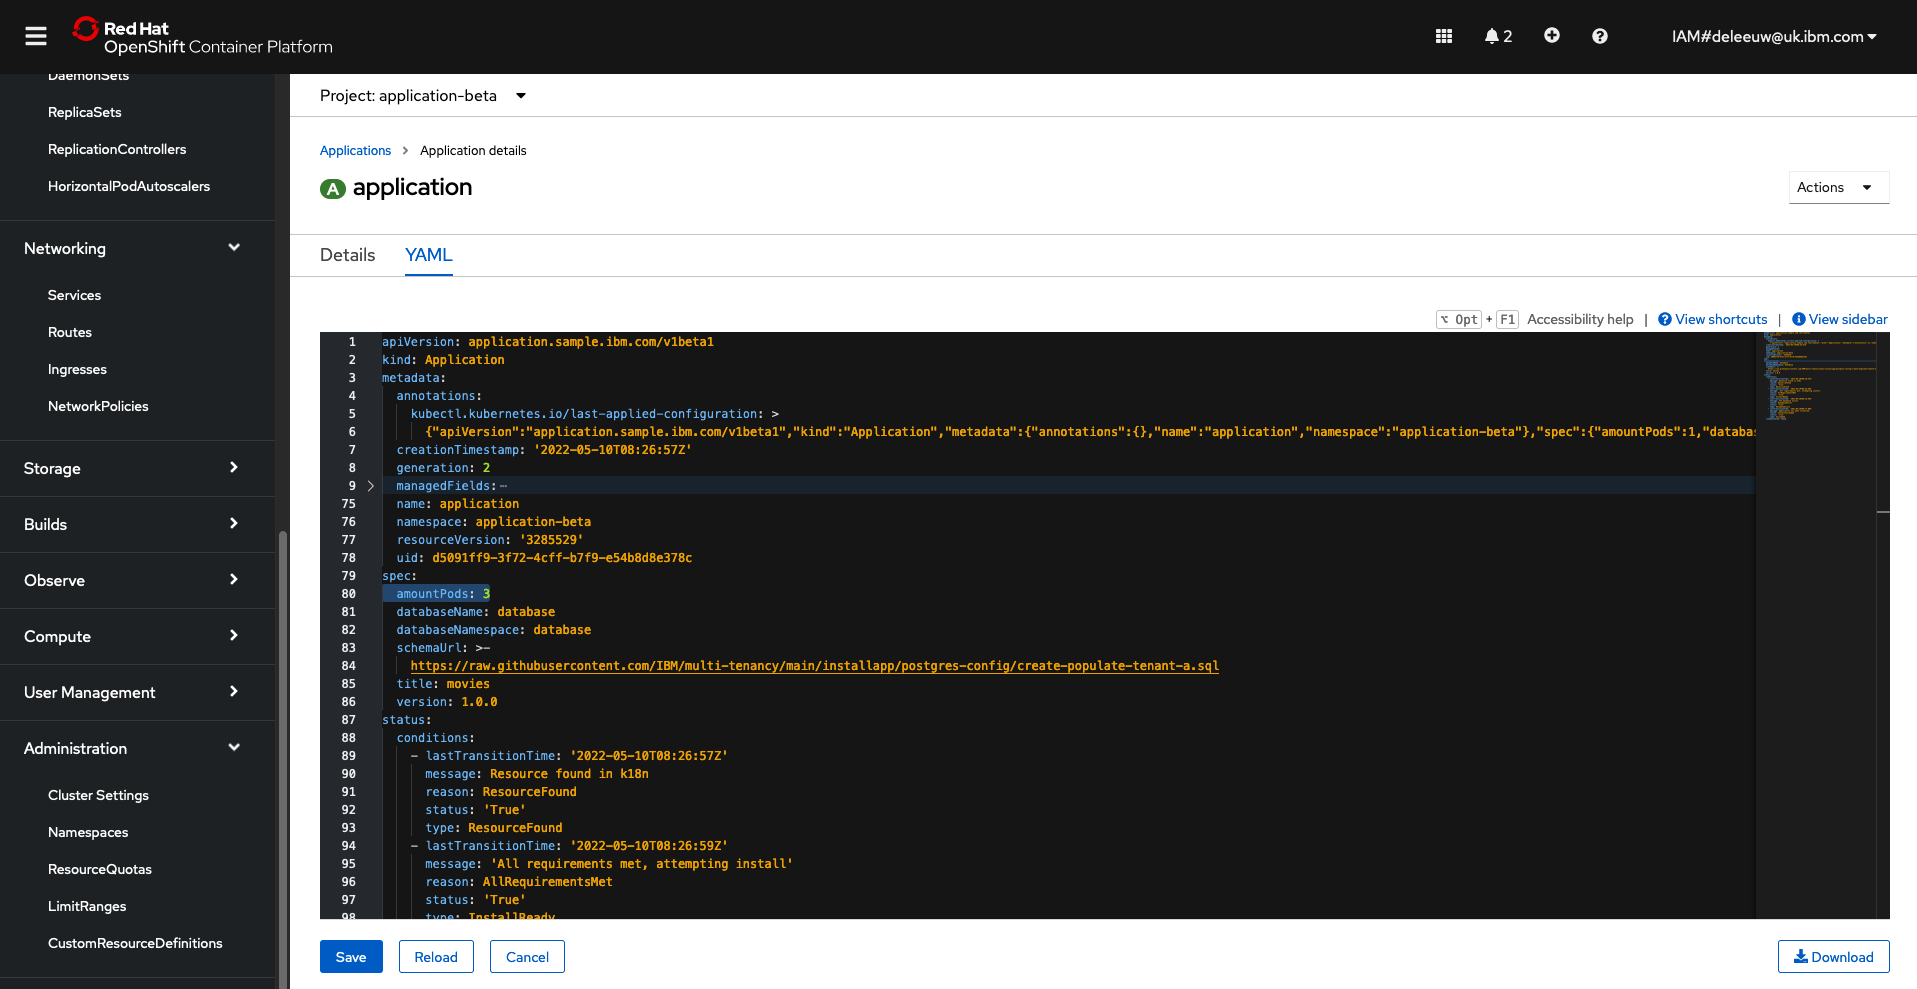 Red Hat
OpenShift Container Platform
2
IAM#deleeuw@uk.ibm.com
DaemonSets
ReplicaSets
ReplicationControllers
HorizontalPodAutoscalers
Networking
Services
Routes
Ingresses
NetworkPolicies
Storage
Builds
Observe
Compute
User Management
Administration
Cluster Settings
Namespaces
ResourceQuotas
LimitRanges
CustomResourceDefinitions
Project: application-beta
Applications > Application details
A application
Actions
Details YAML
⌥ Opt + F1 Accessibility help | View shortcuts | View sidebar
1 apiVersion: application.sample.ibm.com/v1beta1
2 kind: Application
3 metadata:
4 annotations:
5 kubectl.kubernetes.io/last-applied-configuration: >
6 {"apiVersion":"application.sample.ibm.com/v1beta1","kind":"Application","metadata":{"annotations":{},"name":"application","namespace":"application-beta"},"spec":{"amountPods":1,"databas
7 creationTimestamp: '2022-05-10T08:26:57Z'
8 generation: 2
9 managedFields:⋯
75 name: application
76 namespace: application-beta
77 resourceVersion: '3285529'
78 uid: d5091ff9-3f72-4cff-b7f9-e54b8d8e378c
79 spec:
80 amountPods: 3
81 databaseName: database
82 databaseNamespace: database
83 schemaUrl: >-
84 https://raw.githubusercontent.com/IBM/multi-tenancy/main/installapp/postgres-config/create-populate-tenant-a.sql
85 title: movies
86 version: 1.0.0
87 status:
88 conditions:
89 - lastTransitionTime: '2022-05-10T08:26:57Z'
90 message: Resource found in k18n
91 reason: ResourceFound
92 status: 'True'
93 type: ResourceFound
94 - lastTransitionTime: '2022-05-10T08:26:59Z'
95 message: 'All requirements met, attempting install'
96 reason: AllRequirementsMet
97 status: 'True'
98 type: InstallReady
Save Reload Cancel
Download